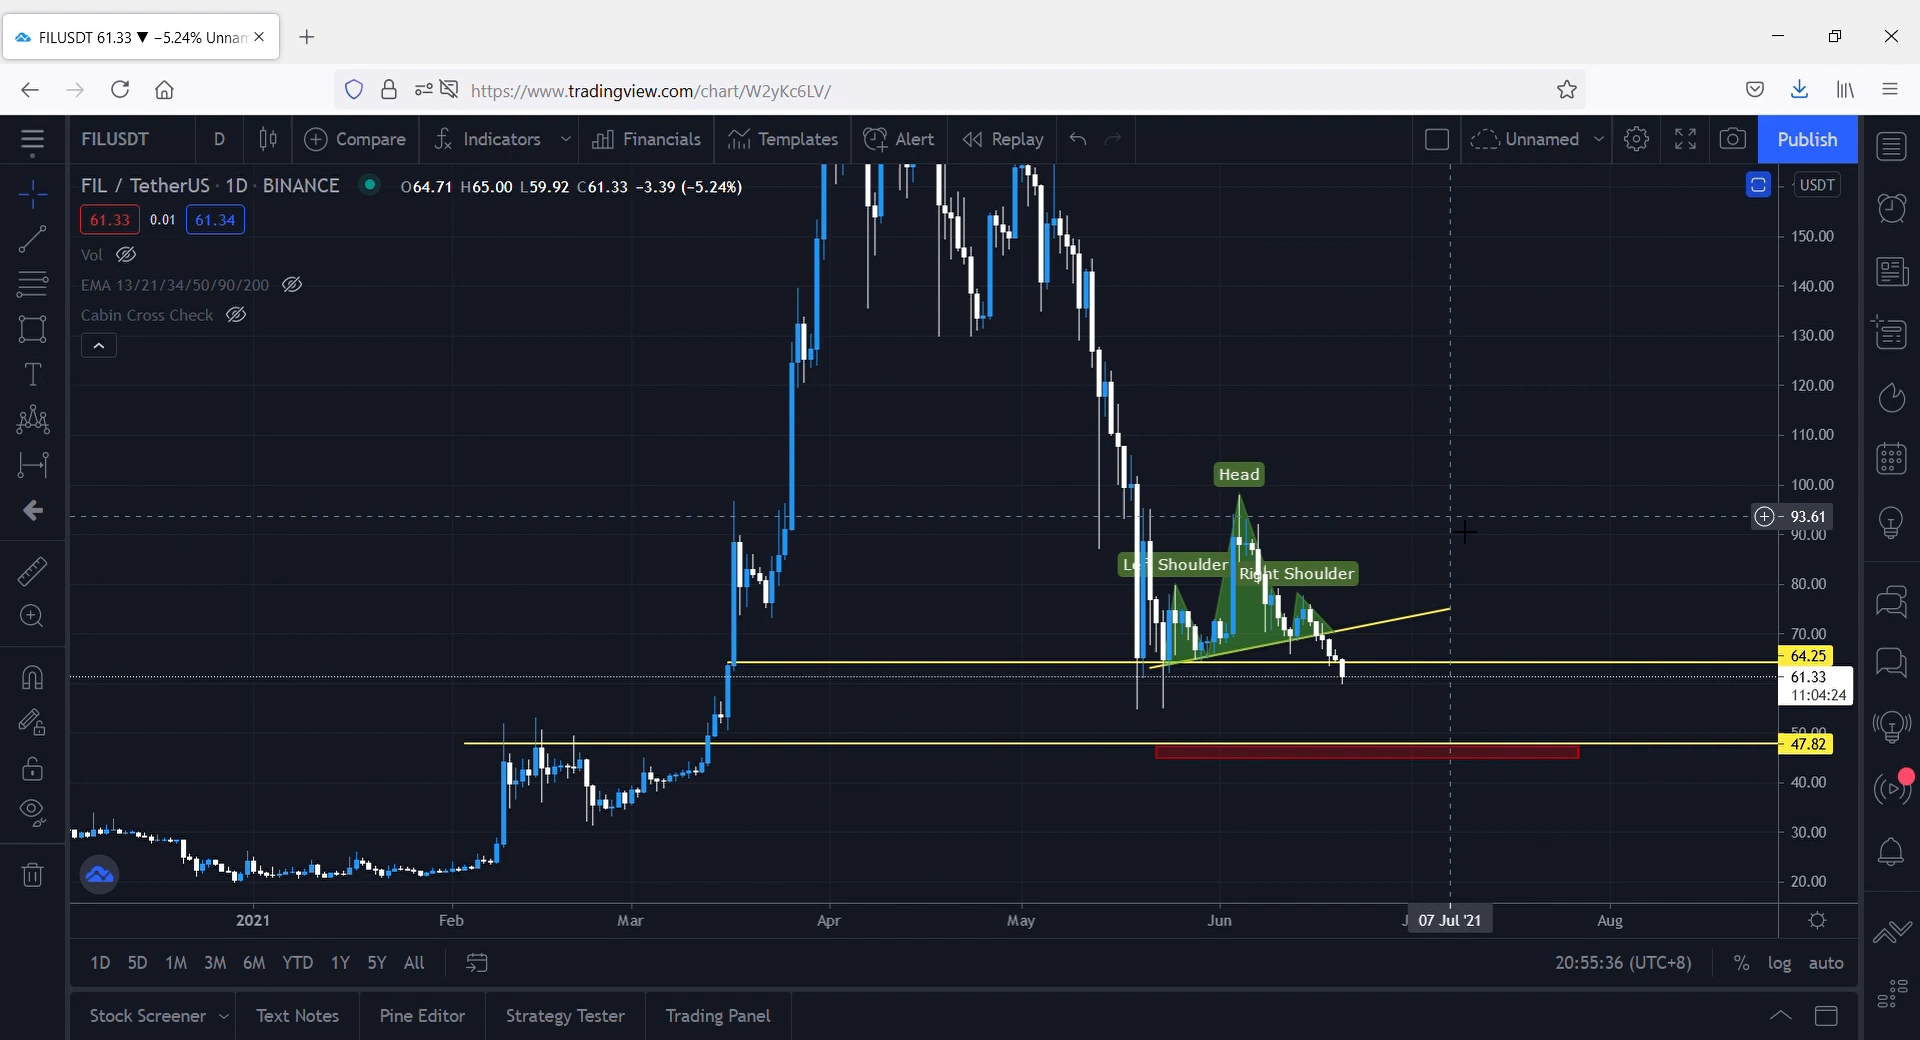 FILUSDT 61.33 ▼ −5.24% Unnam
https://www.tradingview.com/chart/W2yKc6LV/
FILUSDT D Compare Indicators Financials Templates Alert Replay Unnamed Publish
FIL / TetherUS · 1D · BINANCE O64.71 H65.00 L59.92 C61.33 −3.39 (−5.24%)
USDT
61.33 0.01 61.34
Vol
EMA 13/21/34/50/90/200
Cabin Cross Check
150.00
140.00
130.00
120.00
110.00
100.00
93.61
90.00
80.00
70.00
64.25
61.33
11:04:24
50.00
47.82
40.00
30.00
20.00
Head
Left Shoulder
Right Shoulder
2021 Feb Mar Apr May Jun J 07 Jul '21 Aug
1D 5D 1M 3M 6M YTD 1Y 5Y All 20:55:36 (UTC+8) % log auto
Stock Screener Text Notes Pine Editor Strategy Tester Trading Panel